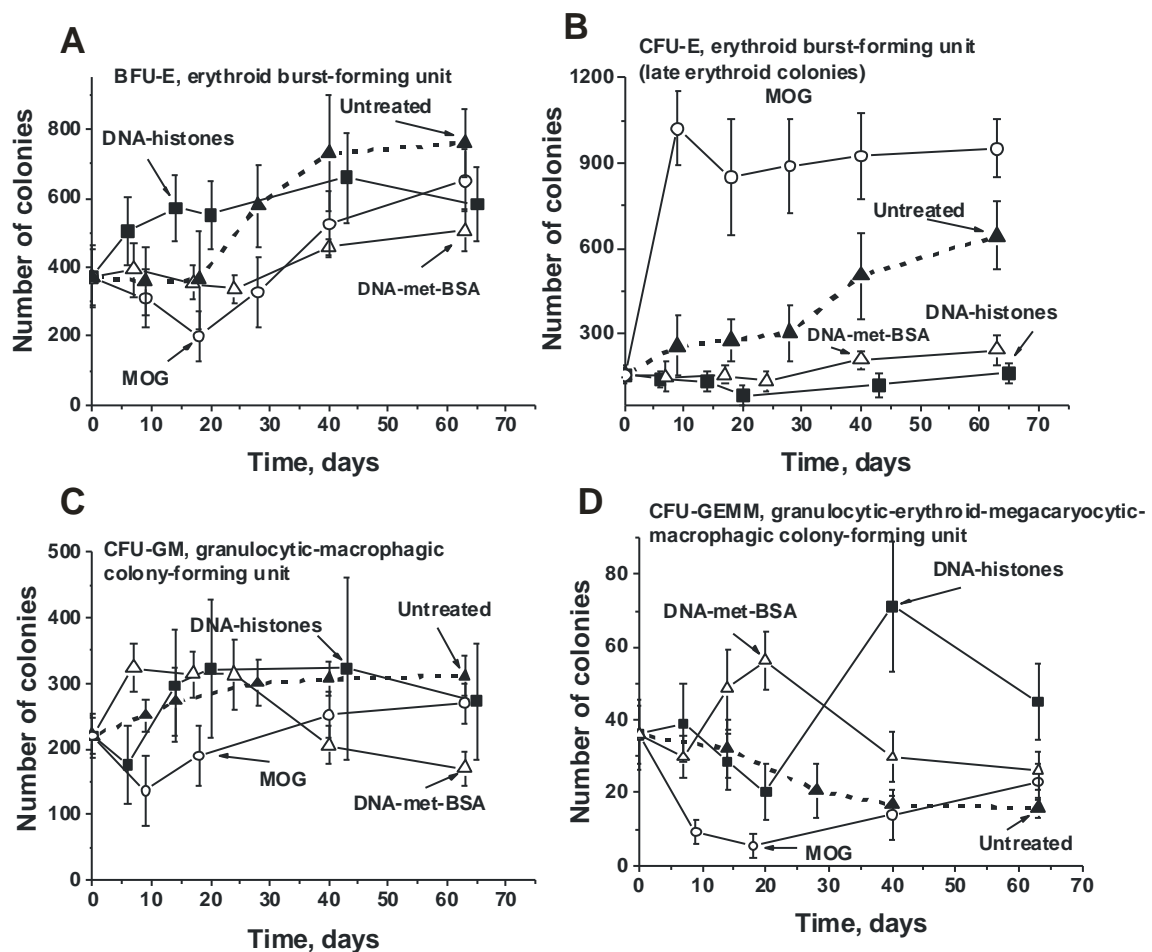 A
BFU-E, erythroid burst-forming unit
Untreated
DNA-histones
DNA-met-BSA
MOG
Number of colonies
800
600
400
200
0
0 10 20 30 40 50 60 70
Time, days
B
CFU-E, erythroid burst-forming unit
(late erythroid colonies)
MOG
Untreated
DNA-histones
DNA-met-BSA
Number of colonies
1200
900
600
300
0 10 20 30 40 50 60 70
Time, days
C
CFU-GM, granulocytic-macrophagic
colony-forming unit
Untreated
DNA-histones
MOG
DNA-met-BSA
Number of colonies
500
400
300
200
100
0
0 10 20 30 40 50 60 70
Time, days
D
CFU-GEMM, granulocytic-erythroid-megacaryocytic-
macrophagic colony-forming unit
DNA-histones
DNA-met-BSA
MOG
Untreated
Number of colonies
80
60
40
20
0
0 10 20 30 40 50 60 70
Time, days